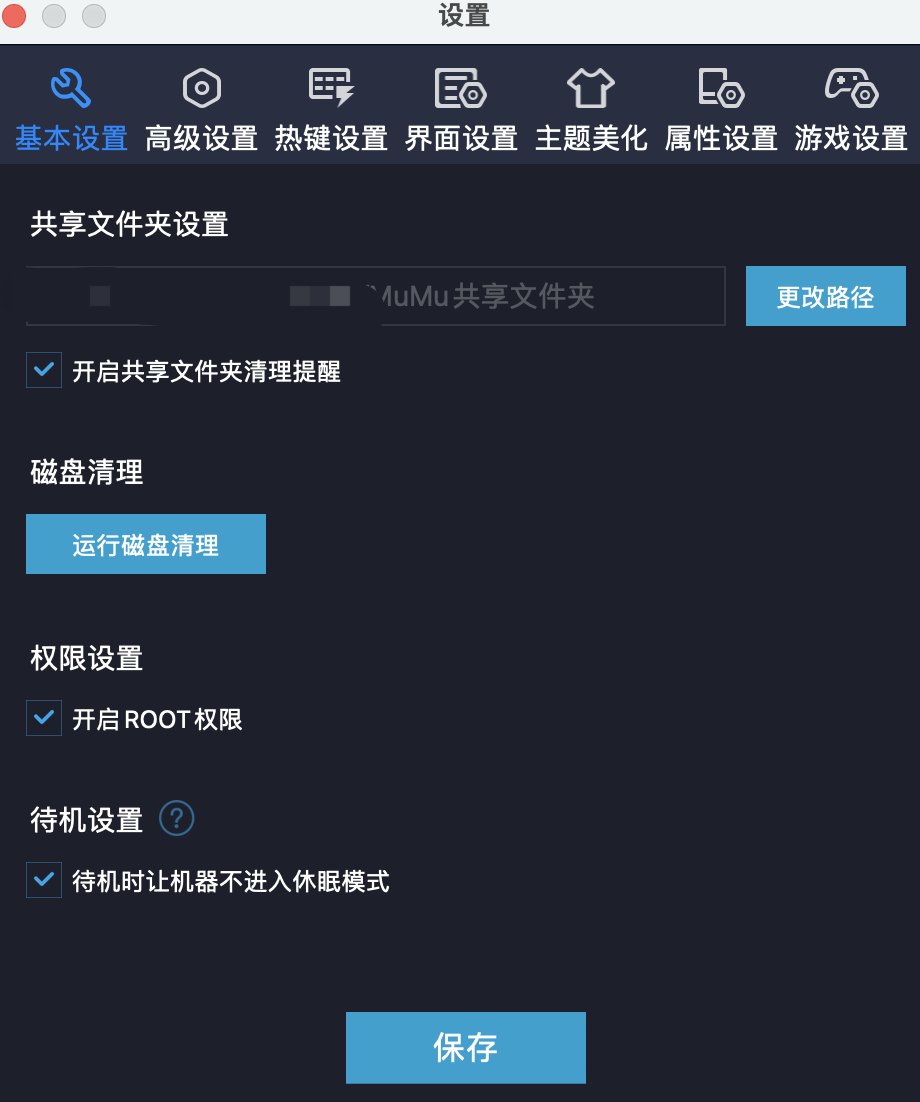 设置
基本设置 高级设置 热键设置 界面设置 主题美化 属性设置 游戏设置
共享文件夹设置
MuMu共享文件夹 更改路径
开启共享文件夹清理提醒
磁盘清理
运行磁盘清理
权限设置
开启ROOT权限
待机设置 ?
待机时让机器不进入休眠模式
保存